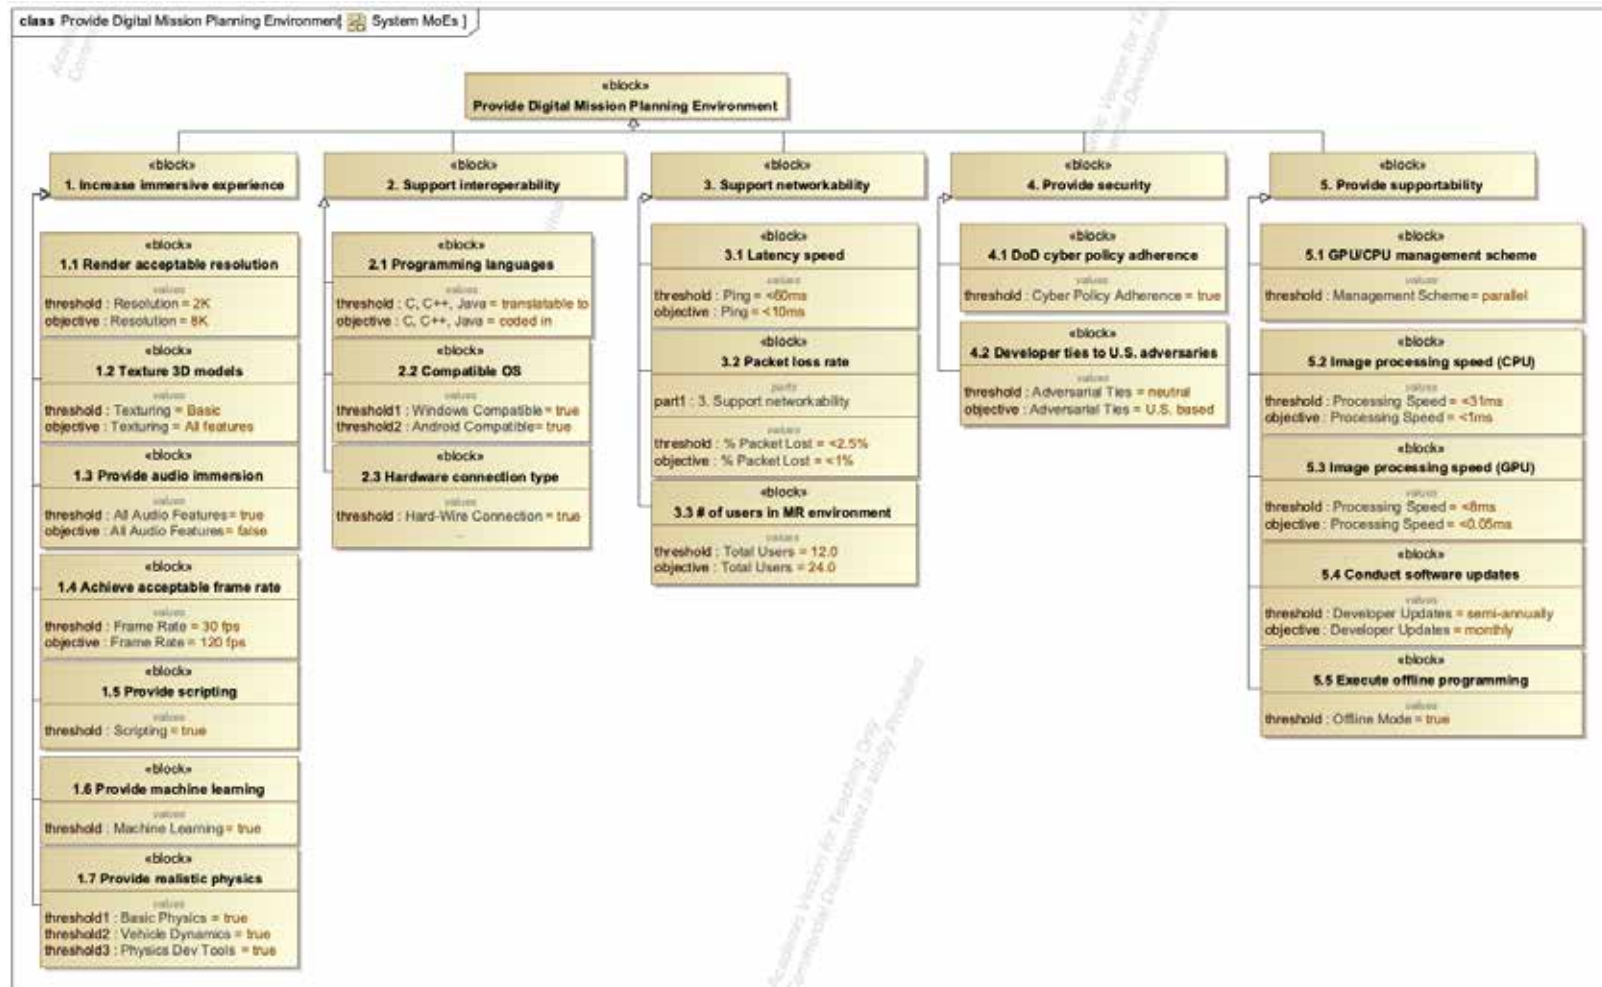 class Provide Digital Mission Planning Environment[ System MoEs ]
«block»
Provide Digital Mission Planning Environment
«block»
1. Increase immersive experience
«block»
1.1 Render acceptable resolution
values
threshold : Resolution = 2K
objective : Resolution = 8K
«block»
1.2 Texture 3D models
values
threshold : Texturing = Basic
objective : Texturing = All features
«block»
1.3 Provide audio immersion
values
threshold : All Audio Features= true
objective : All Audio Features= false
«block»
1.4 Achieve acceptable frame rate
values
threshold : Frame Rate = 30 fps
objective : Frame Rate = 120 fps
«block»
1.5 Provide scripting
values
threshold : Scripting = true
«block»
1.6 Provide machine learning
values
threshold : Machine Learning= true
«block»
1.7 Provide realistic physics
values
threshold1 : Basic Physics = true
threshold2 : Vehicle Dynamics = true
threshold3 : Physics Dev Tools = true
«block»
2. Support interoperability
«block»
2.1 Programming languages
values
threshold : C, C++, Java = translatable to
objective : C, C++, Java = coded in
«block»
2.2 Compatible OS
values
threshold1 : Windows Compatible = true
threshold2 : Android Compatible= true
«block»
2.3 Hardware connection type
values
threshold : Hard-Wire Connection = true
...
«block»
3. Support networkability
«block»
3.1 Latency speed
values
threshold : Ping = <60ms
objective : Ping = <10ms
«block»
3.2 Packet loss rate
parts
part1 : 3. Support networkability
values
threshold : % Packet Lost = <2.5%
objective : % Packet Lost = <1%
«block»
3.3 # of users in MR environment
values
threshold : Total Users = 12.0
objective : Total Users = 24.0
«block»
4. Provide security
«block»
4.1 DoD cyber policy adherence
values
threshold : Cyber Policy Adherence = true
«block»
4.2 Developer ties to U.S. adversaries
values
threshold : Adversarial Ties = neutral
objective : Adversarial Ties = U.S. based
«block»
5. Provide supportability
«block»
5.1 GPU/CPU management scheme
values
threshold : Management Scheme= parallel
«block»
5.2 Image processing speed (CPU)
values
threshold : Processing Speed = <31ms
objective : Processing Speed = <1ms
«block»
5.3 Image processing speed (GPU)
values
threshold : Processing Speed = <8ms
objective : Processing Speed = <0.05ms
«block»
5.4 Conduct software updates
values
threshold : Developer Updates = semi-annually
objective : Developer Updates = monthly
«block»
5.5 Execute offline programming
values
threshold : Offline Mode = true
Academic Version for Teaching Only
Commercial Development is strictly Prohibited